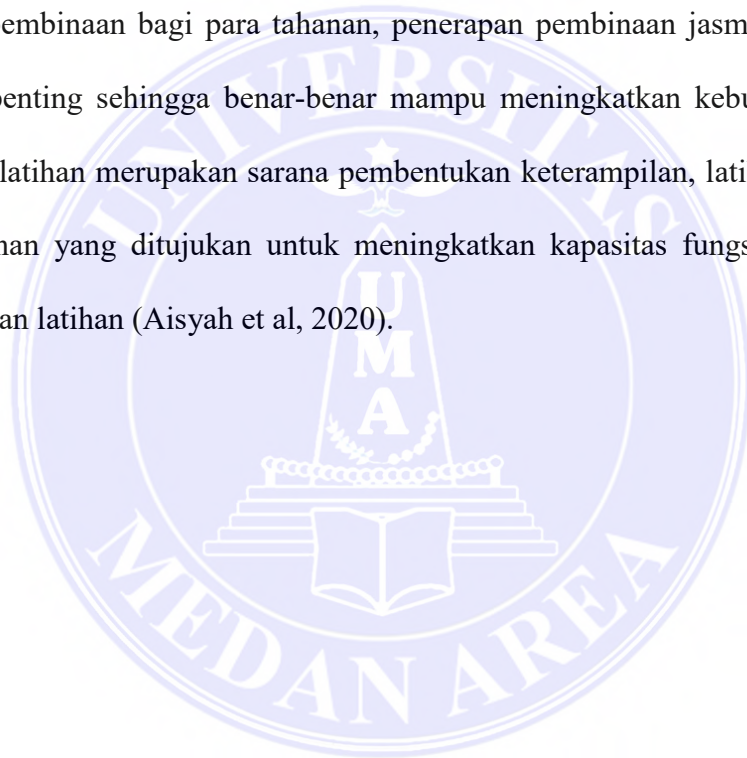 embinaan bagi para tahanan, penerapan pembinaan jasm
penting sehingga benar-benar mampu meningkatkan kebu
latihan merupakan sarana pembentukan keterampilan, lati
nan yang ditujukan untuk meningkatkan kapasitas fungs
an latihan (Aisyah et al, 2020).
UNIVERSITAS
UMA
MEDAN AREA